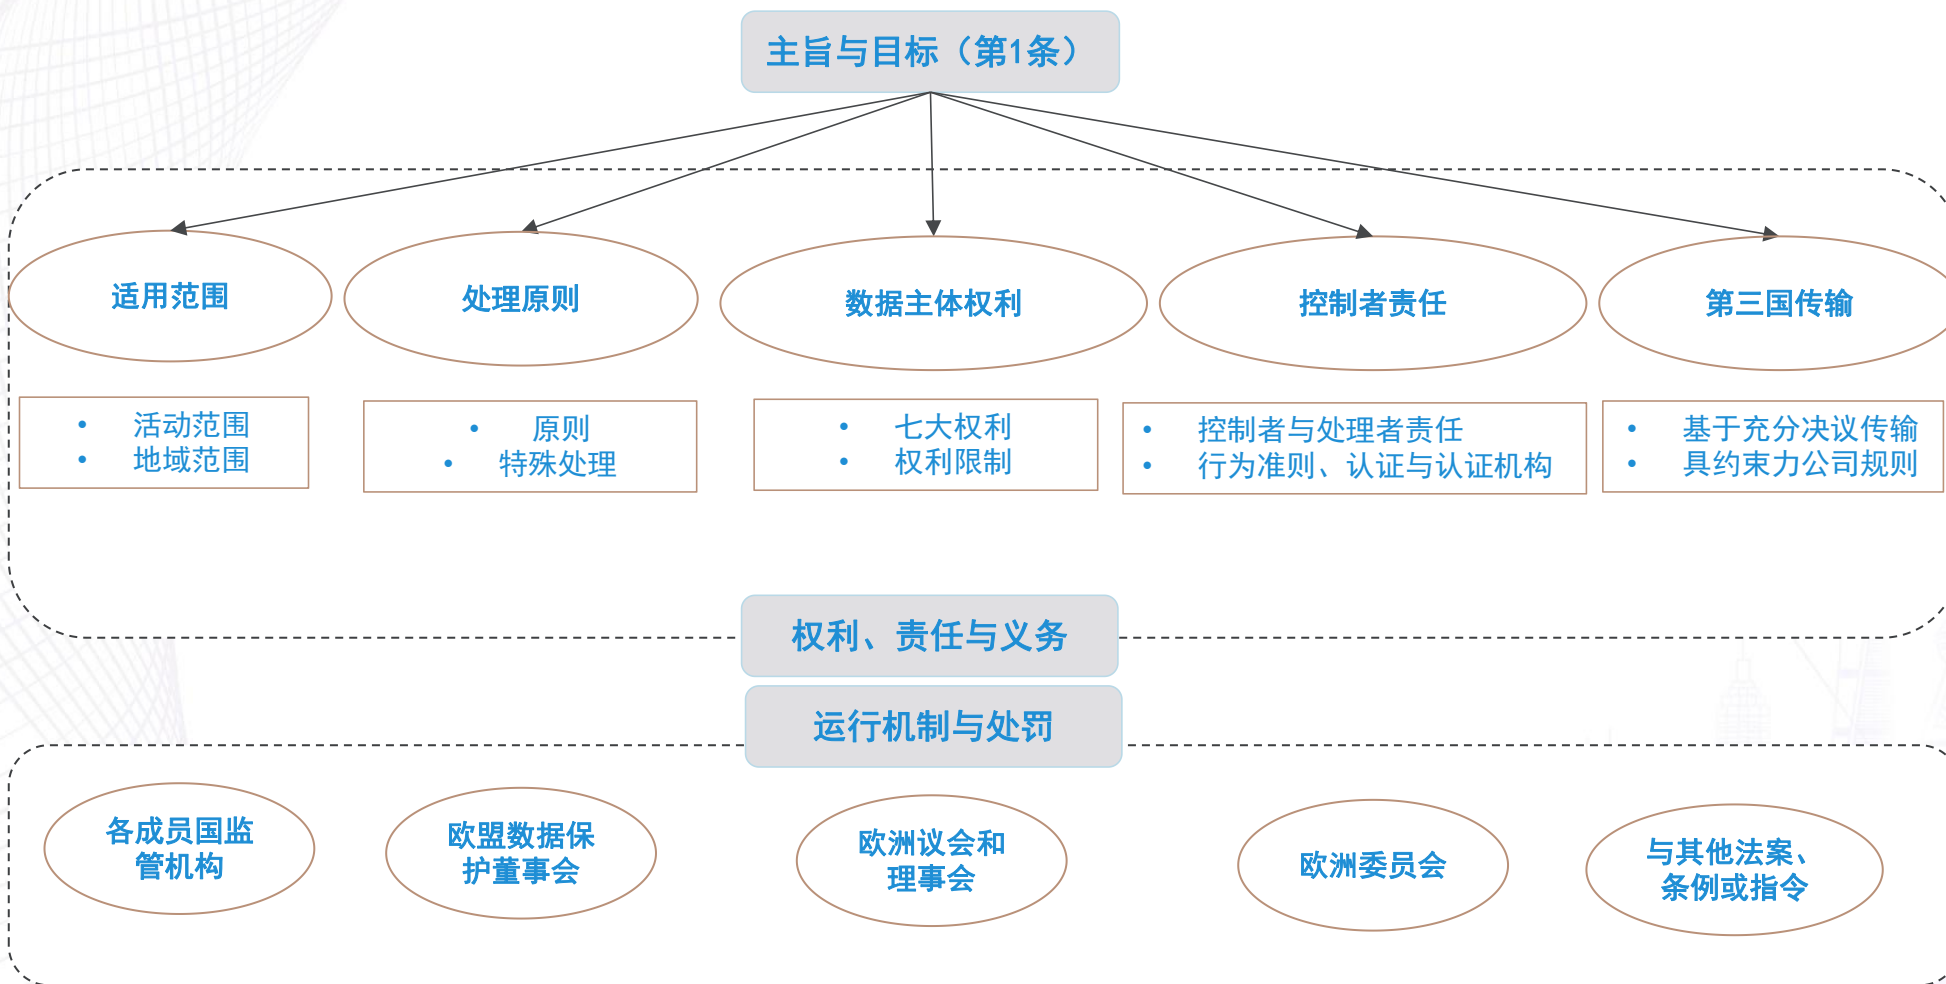 主旨与目标（第1条）
适用范围
处理原则
数据主体权利
控制者责任
第三国传输
• 活动范围
• 地域范围
• 原则
• 特殊处理
• 七大权利
• 权利限制
• 控制者与处理者责任
• 行为准则、认证与认证机构
• 基于充分决议传输
• 具约束力公司规则
权利、责任与义务
运行机制与处罚
各成员国监
管机构
欧盟数据保
护董事会
欧洲议会和
理事会
欧洲委员会
与其他法案、
条例或指令